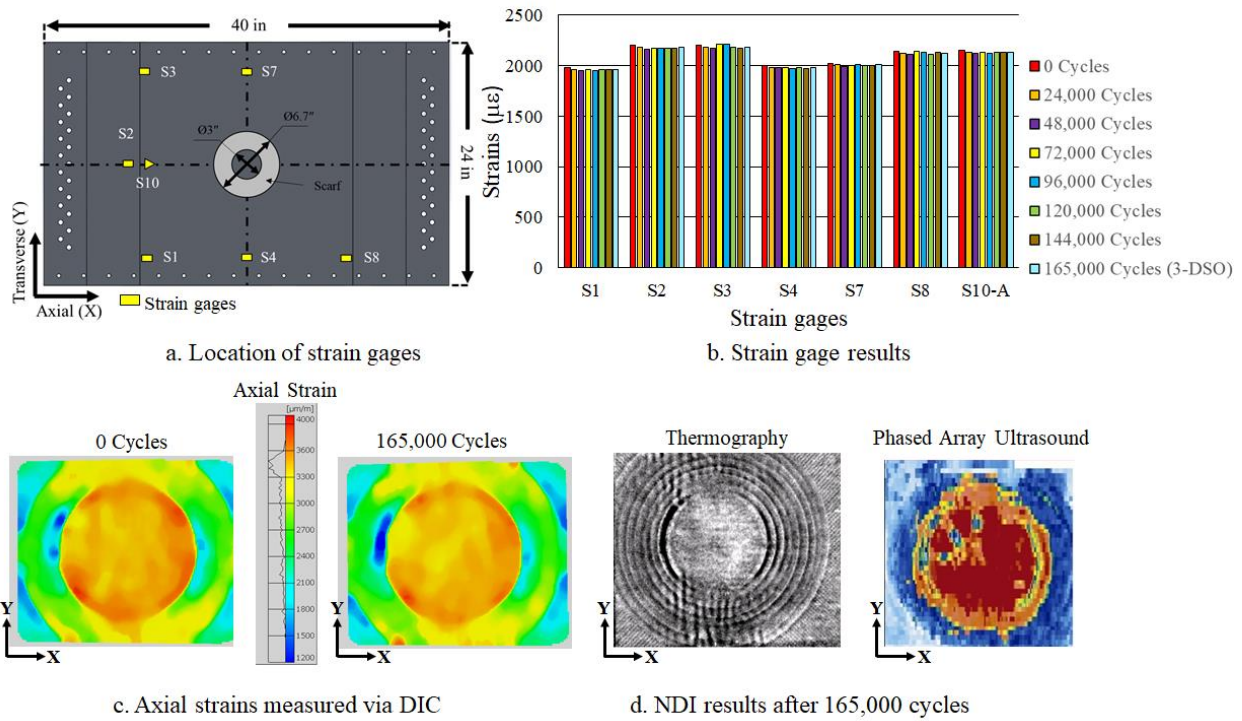 40 in
S3
S7
Ø3"
Ø6.7"
S2
S10
Scarf
24 in
S1
S4
S8
Transverse (Y)
Axial (X)
Strain gages
a. Location of strain gages
2500
2000
1500
1000
500
0
Strains (με)
S1 S2 S3 S4 S7 S8 S10-A
Strain gages
0 Cycles
24,000 Cycles
48,000 Cycles
72,000 Cycles
96,000 Cycles
120,000 Cycles
144,000 Cycles
165,000 Cycles (3-DSO)
b. Strain gage results
Axial Strain
0 Cycles
[μm/m]
4000
3600
3300
3000
2700
2400
2100
1800
1500
1200
165,000 Cycles
Y
X
Y
X
c. Axial strains measured via DIC
Thermography
Phased Array Ultrasound
Y
X
Y
X
d. NDI results after 165,000 cycles